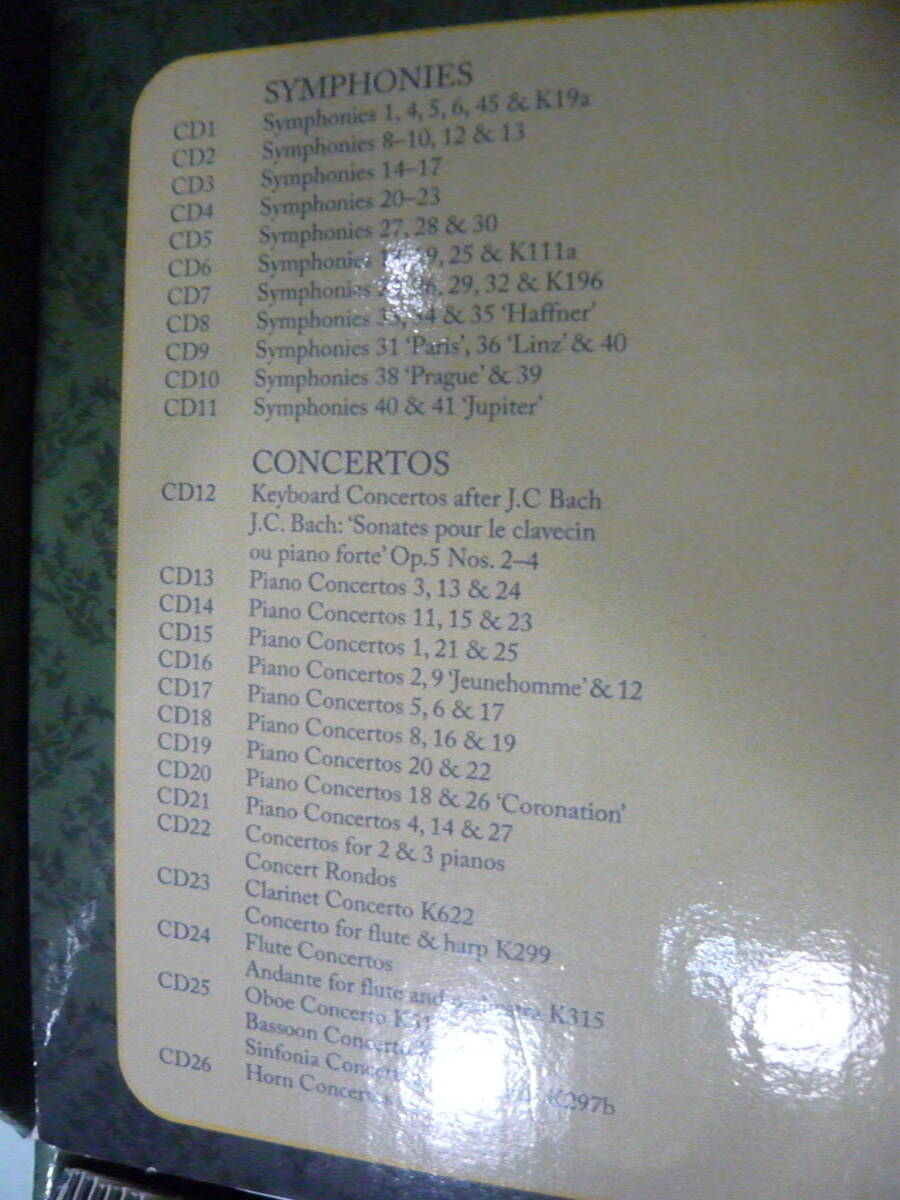 SYMPHONIES
CD1 Symphonies 1, 4, 5, 6, 45 & K19a
CD2 Symphonies 8–10, 12 & 13
CD3 Symphonies 14–17
CD4 Symphonies 20–23
CD5 Symphonies 27, 28 & 30
CD6 Symphonies 25 & K111a
CD7 Symphonies 29, 32 & K196
CD8 Symphonies & 35 ‘Haffner’
CD9 Symphonies 31 ‘Paris’, 36 ‘Linz’ & 40
CD10 Symphonies 38 ‘Prague’ & 39
CD11 Symphonies 40 & 41 ‘Jupiter’
CONCERTOS
CD12 Keyboard Concertos after J.C Bach
J.C. Bach: ‘Sonates pour le clavecin
ou piano forte’ Op.5 Nos. 2–4
CD13 Piano Concertos 3, 13 & 24
CD14 Piano Concertos 11, 15 & 23
CD15 Piano Concertos 1, 21 & 25
CD16 Piano Concertos 2, 9 ‘Jeunehomme’ & 12
CD17 Piano Concertos 5, 6 & 17
CD18 Piano Concertos 8, 16 & 19
CD19 Piano Concertos 20 & 22
CD20 Piano Concertos 18 & 26 ‘Coronation’
CD21 Piano Concertos 4, 14 & 27
CD22 Concertos for 2 & 3 pianos
Concert Rondos
CD23 Clarinet Concerto K622
Concerto for flute & harp K299
CD24 Flute Concertos
Andante for flute and orchestra K315
CD25 Oboe Concerto
Bassoon Concerto
Sinfonia K297b
CD26 Horn Concertos